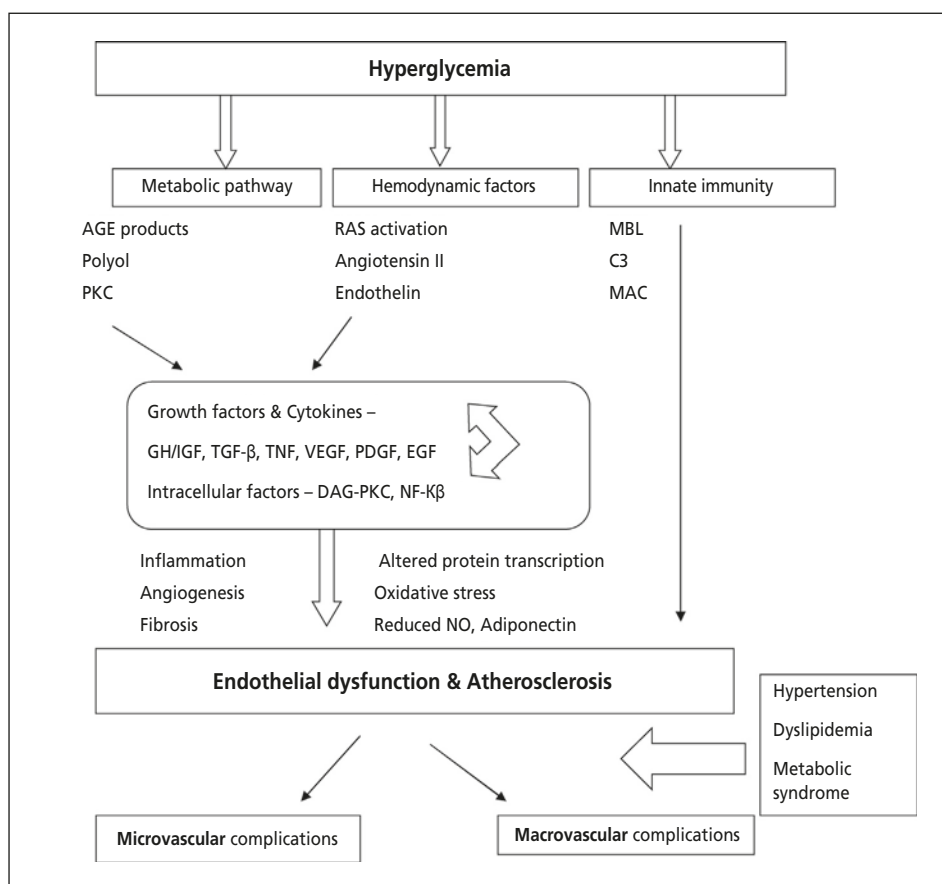 Hyperglycemia
Metabolic pathway
Hemodynamic factors
Innate immunity
AGE products
Polyol
PKC
RAS activation
Angiotensin II
Endothelin
MBL
C3
MAC
Growth factors & Cytokines –
GH/IGF, TGF-β, TNF, VEGF, PDGF, EGF
Intracellular factors – DAG-PKC, NF-Kβ
Inflammation
Angiogenesis
Fibrosis
Altered protein transcription
Oxidative stress
Reduced NO, Adiponectin
Endothelial dysfunction & Atherosclerosis
Hypertension
Dyslipidemia
Metabolic
syndrome
Microvascular complications
Macrovascular complications